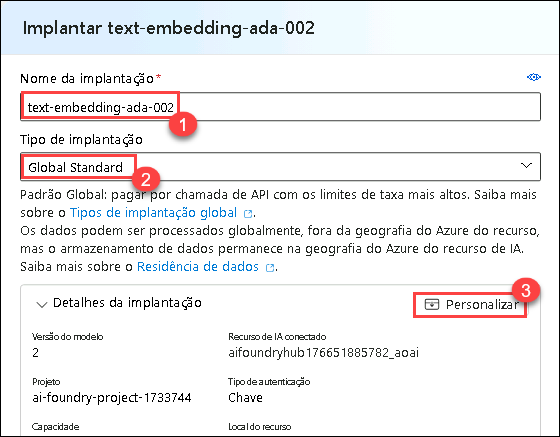 Implantar text-embedding-ada-002
Nome da implantação*
text-embedding-ada-002
1
Tipo de implantação
Global Standard
2
Padrão Global: pagar por chamada de API com os limites de taxa mais altos. Saiba mais
sobre o Tipos de implantação global.
Os dados podem ser processados globalmente, fora da geografia do Azure do recurso,
mas o armazenamento de dados permanece na geografia do Azure do recurso de IA.
Saiba mais sobre o Residência de dados.
3
Detalhes da implantação Personalizar
Versão do modelo Recurso de IA conectado
2 aifoundryhub176651885782_aoai
Projeto Tipo de autenticação
ai-foundry-project-1733744 Chave
Capacidade Local do recurso